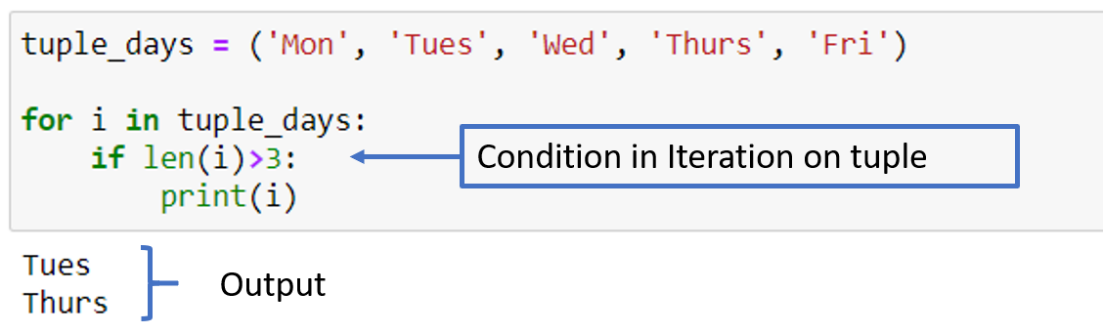 tuple_days = ('Mon', 'Tues', 'Wed', 'Thurs', 'Fri')
for i in tuple_days:
    if len(i)>3:
Condition in Iteration on tuple
        print(i)
Tues
Thurs
Output